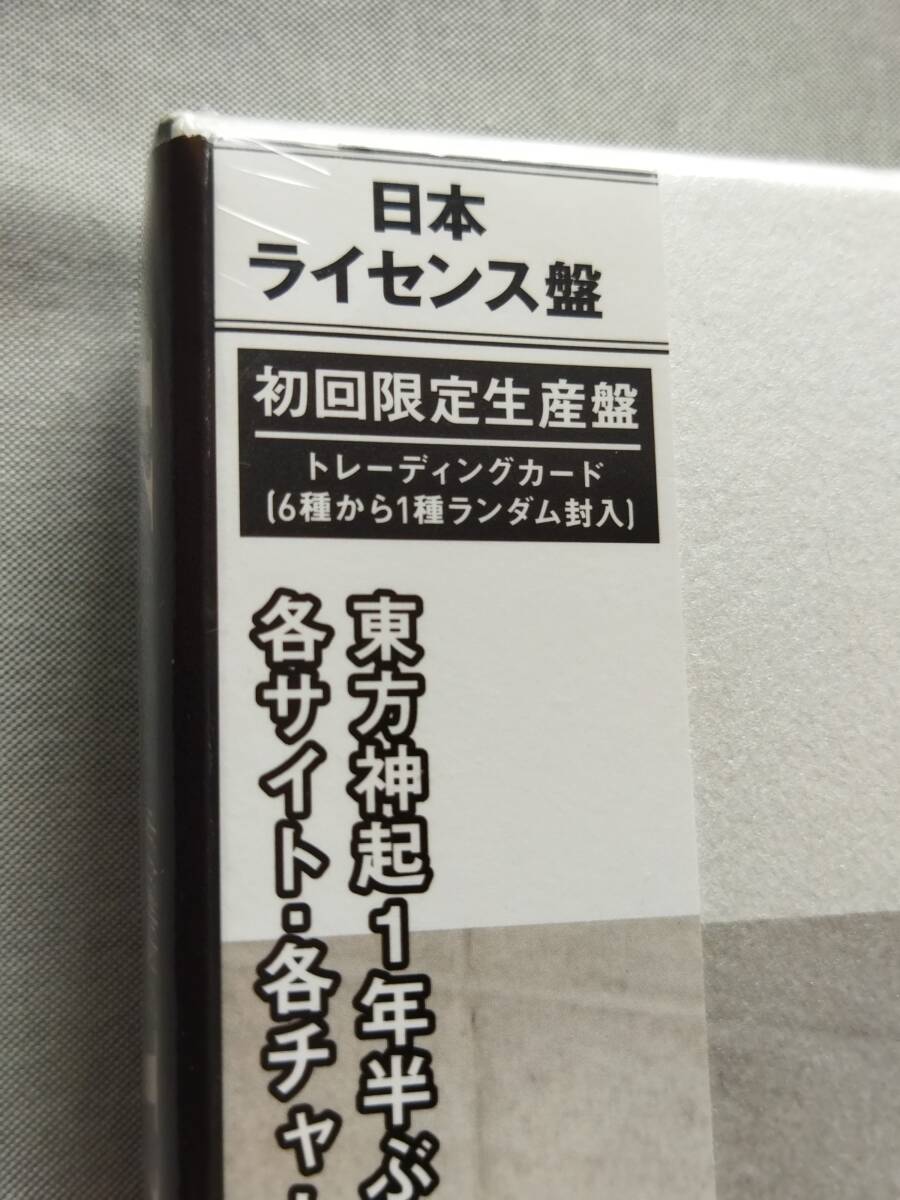 日本
ライセンス盤
初回限定生産盤
トレーディングカード
(6種から1種ランダム封入)
東方神起1年半ぶ
各サイト・各チャ